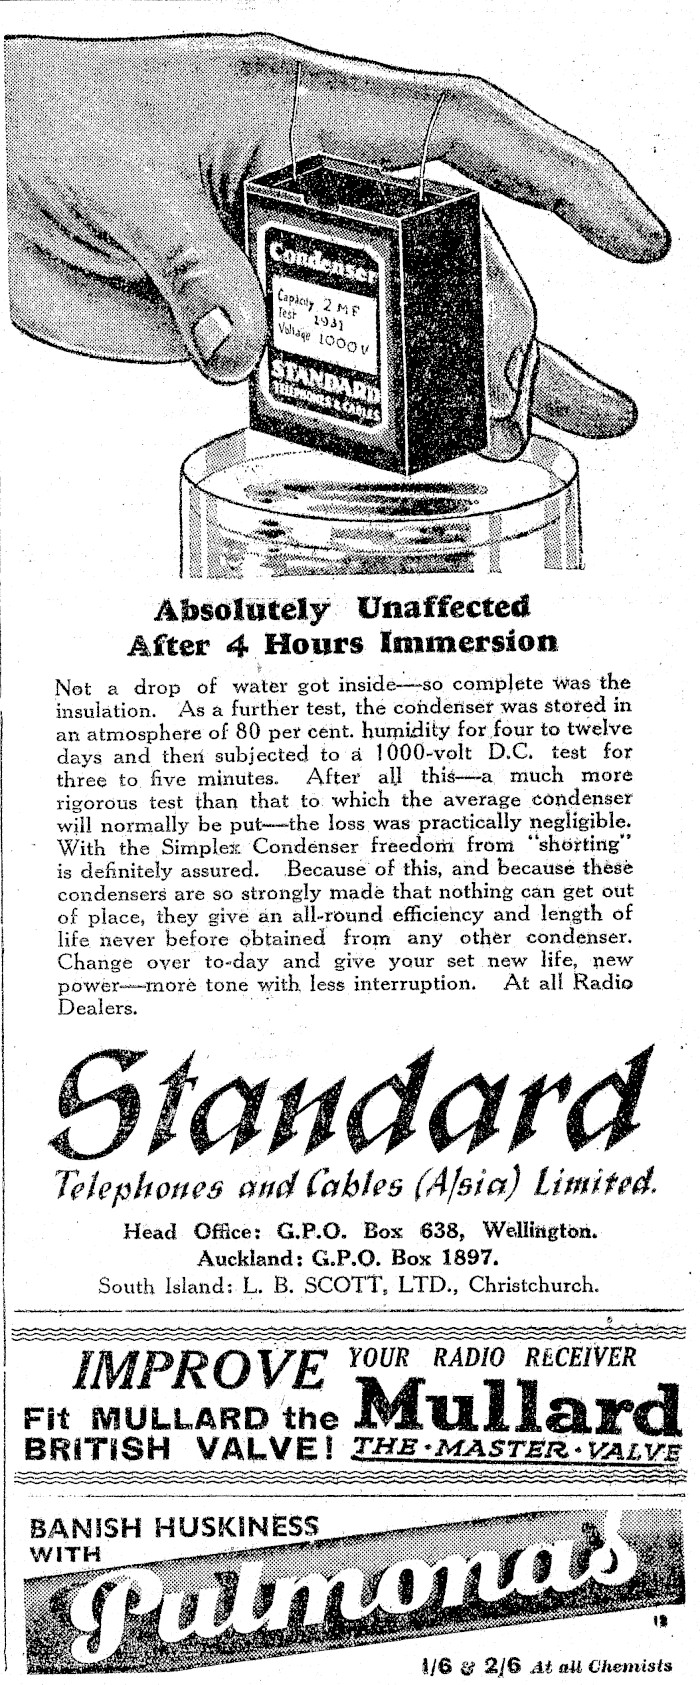 Condenser
Capacity 2 MF
Test 1931
Voltage 1000V
STANDARD
TELEPHONES & CABLES
Absolutely Unaffected
After 4 Hours Immersion
Not a drop of water got inside—so complete was the
insulation. As a further test, the condenser was stored in
an atmosphere of 80 per cent. humidity for four to twelve
days and then subjected to a 1000-volt D.C. test for
three to five minutes. After all this—a much more
rigorous test than that to which the average condenser
will normally be put—the loss was practically negligible.
With the Simplex Condenser freedom from "shorting"
is definitely assured. Because of this, and because these
condensers are so strongly made that nothing can get out
of place, they give an all-round efficiency and length of
life never before obtained from any other condenser.
Change over to-day and give your set new life, new
power—more tone with less interruption. At all Radio
Dealers.
Standard
Telephones and Cables (A/sia) Limited.
Head Office: G.P.O. Box 638, Wellington.
Auckland: G.P.O. Box 1897.
South Island: L. B. SCOTT, LTD., Christchurch.
IMPROVE YOUR RADIO RECEIVER
Fit MULLARD the Mullard
BRITISH VALVE! THE·MASTER·VALVE
BANISH HUSKINESS
WITH
Pulmonas
12
1/6 & 2/6 At all Chemists